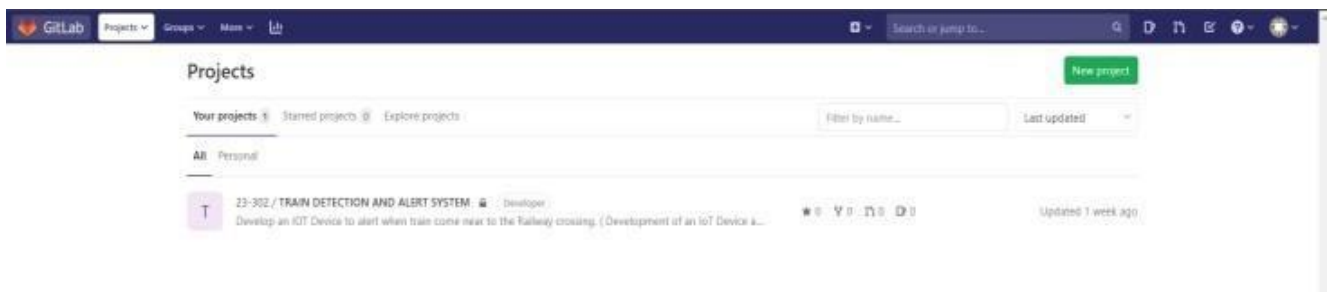 GitLab Projects Groups More Search or jump to...
Projects
New project
Your projects 1 Starred projects 0 Explore projects Filter by name... Last updated
All Personal
T
23-302 / TRAIN DETECTION AND ALERT SYSTEM Developer
Develop an IOT Device to alert when train come near to the Railway crossing. ( Development of an IoT Device a...
0 0 0 0 Updated 1 week ago